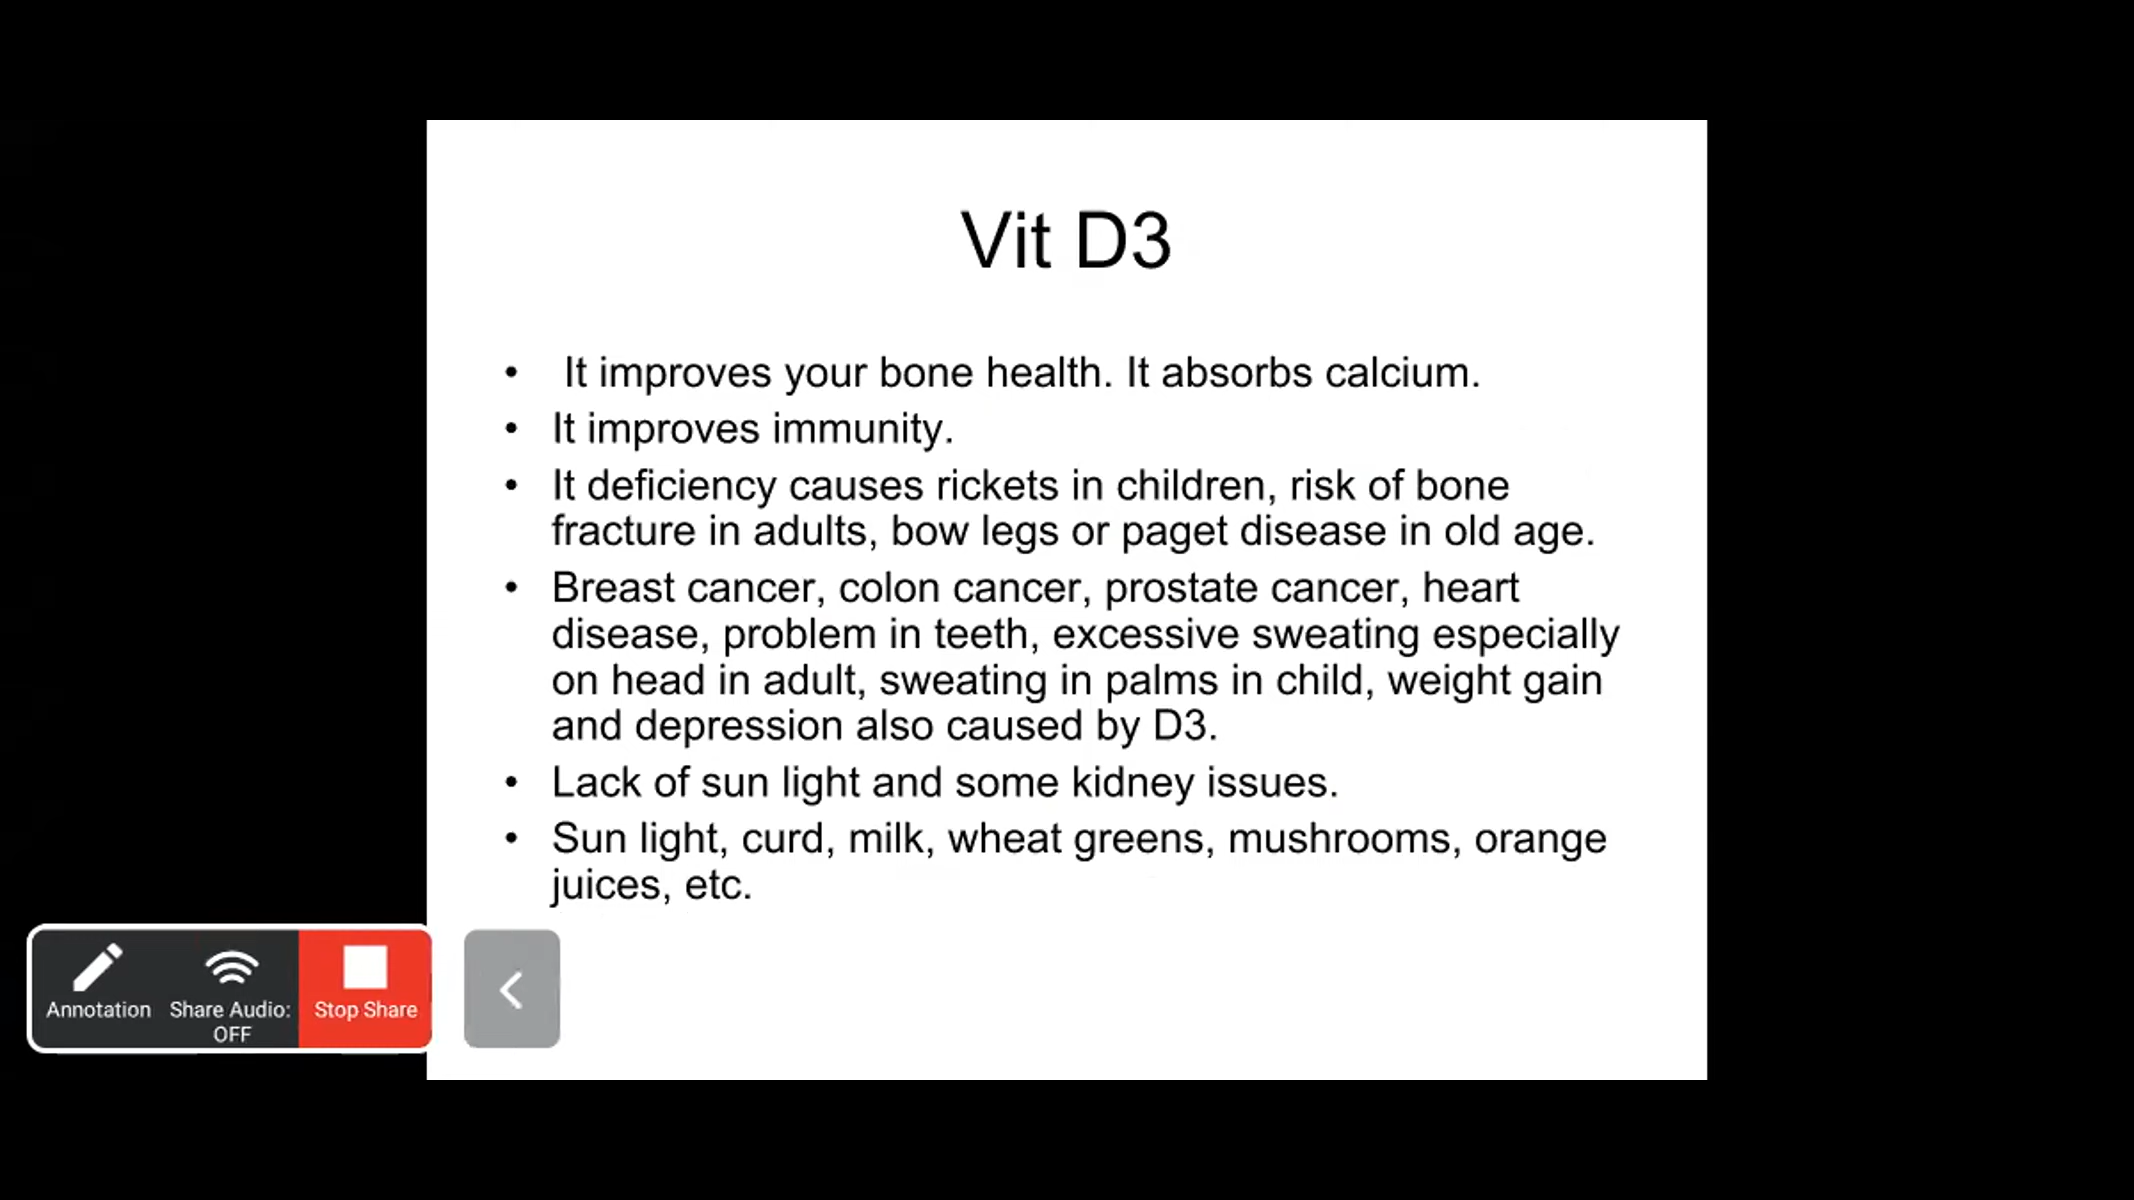 Vit D3
• It improves your bone health. It absorbs calcium.
• It improves immunity.
• It deficiency causes rickets in children, risk of bone
fracture in adults, bow legs or paget disease in old age.
• Breast cancer, colon cancer, prostate cancer, heart
disease, problem in teeth, excessive sweating especially
on head in adult, sweating in palms in child, weight gain
and depression also caused by D3.
• Lack of sun light and some kidney issues.
• Sun light, curd, milk, wheat greens, mushrooms, orange
juices, etc.
Annotation
Share Audio:
OFF
Stop Share